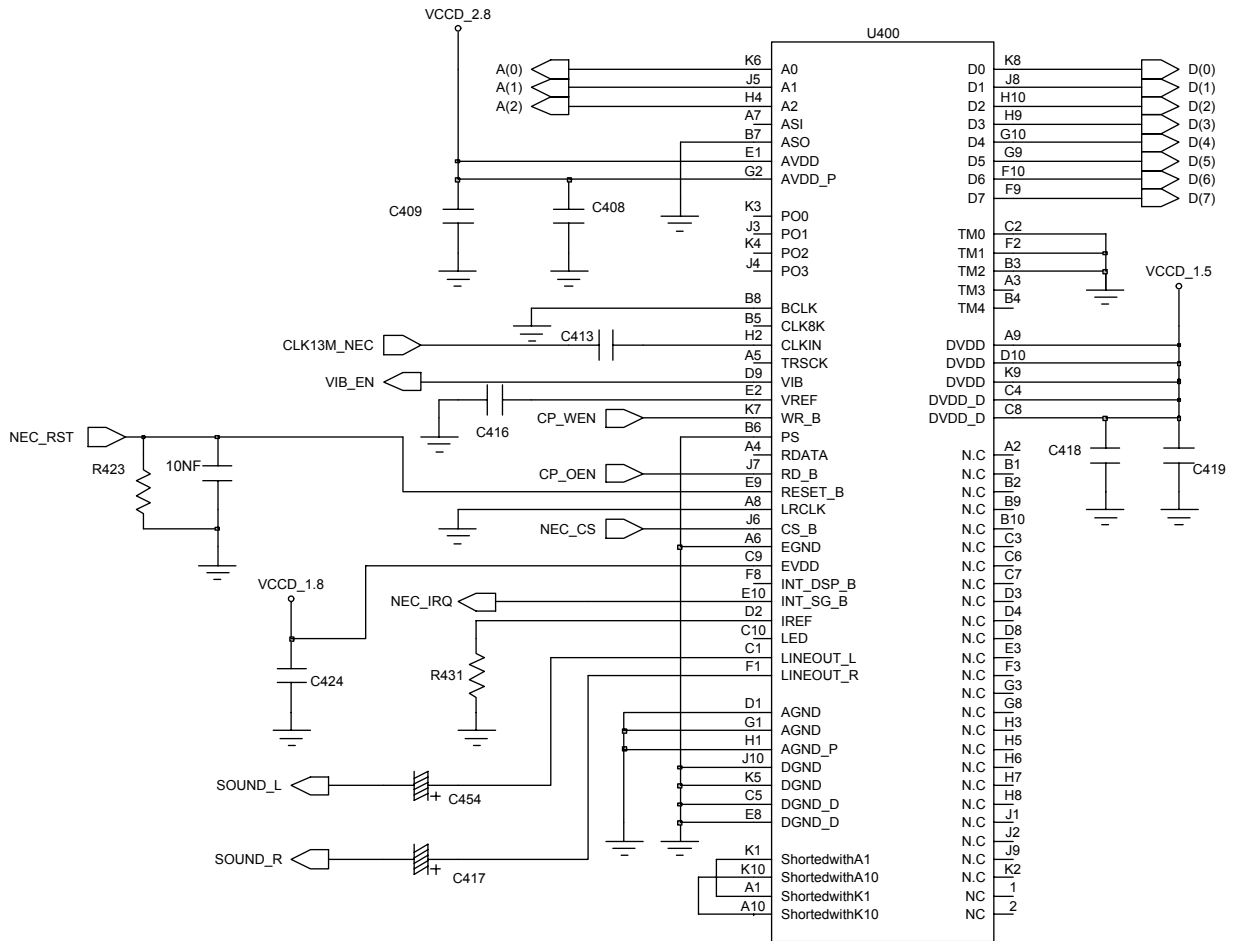 VCCD_2.8
U400
A(0) K6 A0 D0 K8 D(0)
A(1) J5 A1 D1 J8 D(1)
A(2) H4 A2 D2 H10 D(2)
A7 ASI D3 H9 D(3)
B7 ASO D4 G10 D(4)
E1 AVDD D5 G9 D(5)
G2 AVDD_P D6 F10 D(6)
D7 F9 D(7)
C409 C408
K3 PO0
J3 PO1 TM0 C2
K4 PO2 TM1 F2
J4 PO3 TM2 B3
TM3 A3
TM4 B4
VCCD_1.5
B8 BCLK
B5 CLK8K
CLK13M_NEC C413 H2 CLKIN DVDD A9
A5 TRSCK DVDD D10
VIB_EN D9 VIB DVDD K9
E2 VREF DVDD_D C4
C416 CP_WEN K7 WR_B DVDD_D C8
NEC_RST B6 PS
R423 10NF A4 RDATA N.C A2 C418 C419
CP_OEN J7 RD_B N.C B1
E9 RESET_B N.C B2
A8 LRCLK N.C B9
NEC_CS J6 CS_B N.C B10
A6 EGND N.C C3
C9 EVDD N.C C6
VCCD_1.8 F8 INT_DSP_B N.C C7
NEC_IRQ E10 INT_SG_B N.C D3
D2 IREF N.C D4
C10 LED N.C D8
C1 LINEOUT_L N.C E3
R431 F1 LINEOUT_R N.C F3
C424 N.C G3
D1 AGND N.C G8
G1 AGND N.C H3
H1 AGND_P N.C H5
J10 DGND N.C H6
SOUND_L + C454 K5 DGND N.C H7
C5 DGND_D N.C H8
E8 DGND_D N.C J1
N.C J2
SOUND_R + C417 K1 ShortedwithA1 N.C J9
K10 ShortedwithA10 N.C K2
A1 ShortedwithK1 NC 1
A10 ShortedwithK10 NC 2